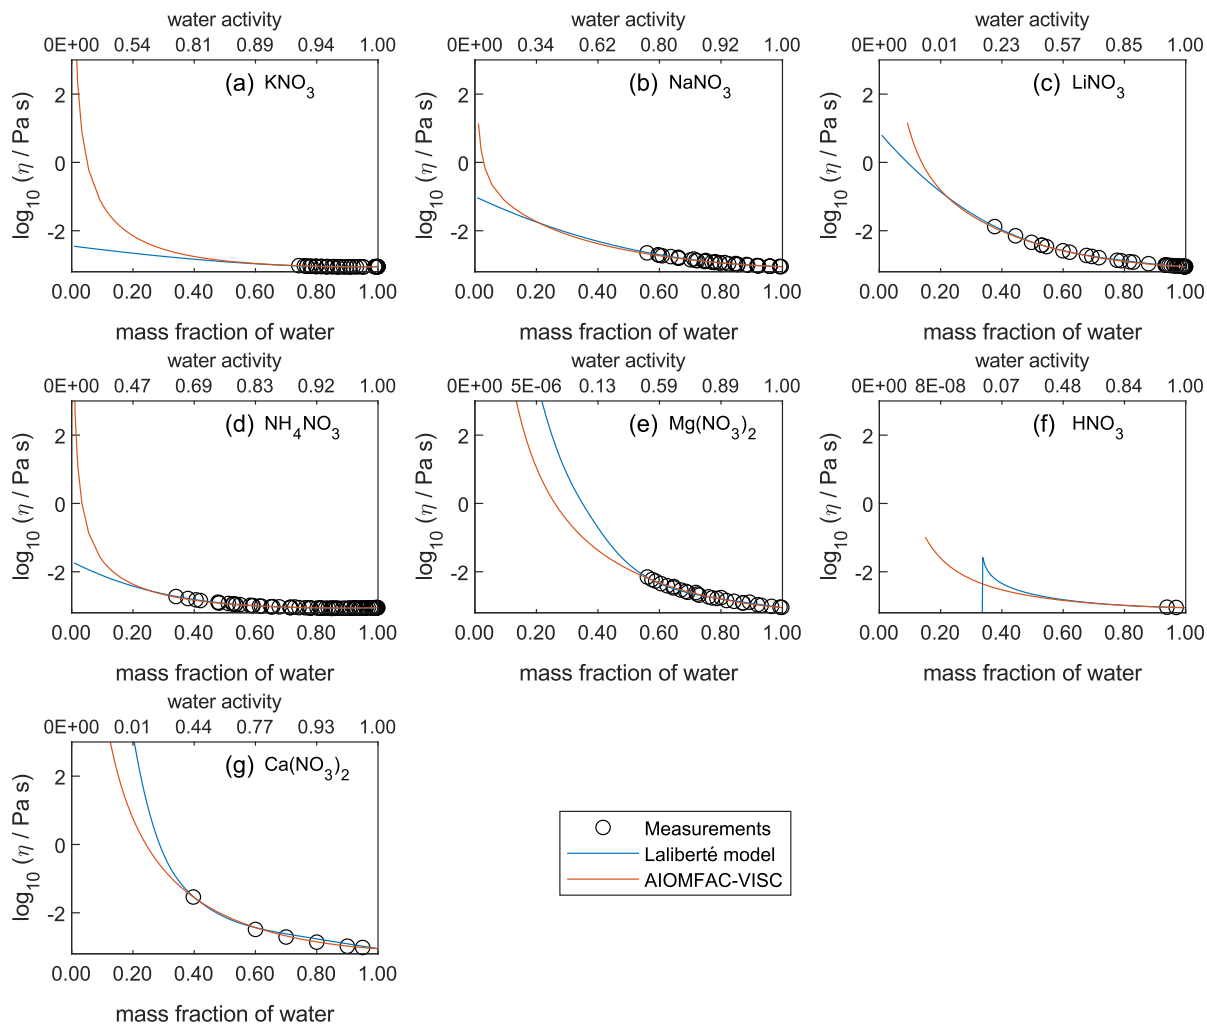 water activity
0E+00 0.54 0.81 0.89 0.94 1.00
(a) KNO3
log10 (η / Pa s)
2
0
-2
0.00 0.20 0.40 0.60 0.80 1.00
mass fraction of water
water activity
0E+00 0.34 0.62 0.80 0.92 1.00
(b) NaNO3
log10 (η / Pa s)
2
0
-2
0.00 0.20 0.40 0.60 0.80 1.00
mass fraction of water
water activity
0E+00 0.01 0.23 0.57 0.85 1.00
(c) LiNO3
log10 (η / Pa s)
2
0
-2
0.00 0.20 0.40 0.60 0.80 1.00
mass fraction of water
water activity
0E+00 0.47 0.69 0.83 0.92 1.00
(d) NH4NO3
log10 (η / Pa s)
2
0
-2
0.00 0.20 0.40 0.60 0.80 1.00
mass fraction of water
water activity
0E+00 5E-06 0.13 0.59 0.89 1.00
(e) Mg(NO3)2
log10 (η / Pa s)
2
0
-2
0.00 0.20 0.40 0.60 0.80 1.00
mass fraction of water
water activity
0E+00 8E-08 0.07 0.48 0.84 1.00
(f) HNO3
log10 (η / Pa s)
2
0
-2
0.00 0.20 0.40 0.60 0.80 1.00
mass fraction of water
water activity
0E+00 0.01 0.44 0.77 0.93 1.00
(g) Ca(NO3)2
log10 (η / Pa s)
2
0
-2
0.00 0.20 0.40 0.60 0.80 1.00
mass fraction of water
Measurements
Laliberté model
AIOMFAC-VISC